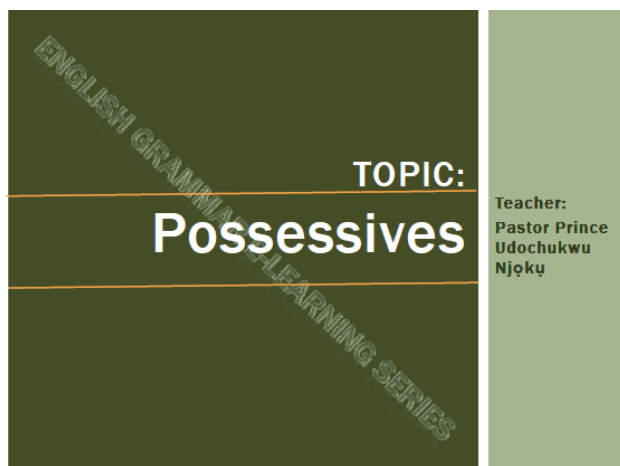 ENGLISH GRAMMAR E-LEARNING SERIES
TOPIC:
Possessives
Teacher:
Pastor Prince
Udochukwu
Njọkụ